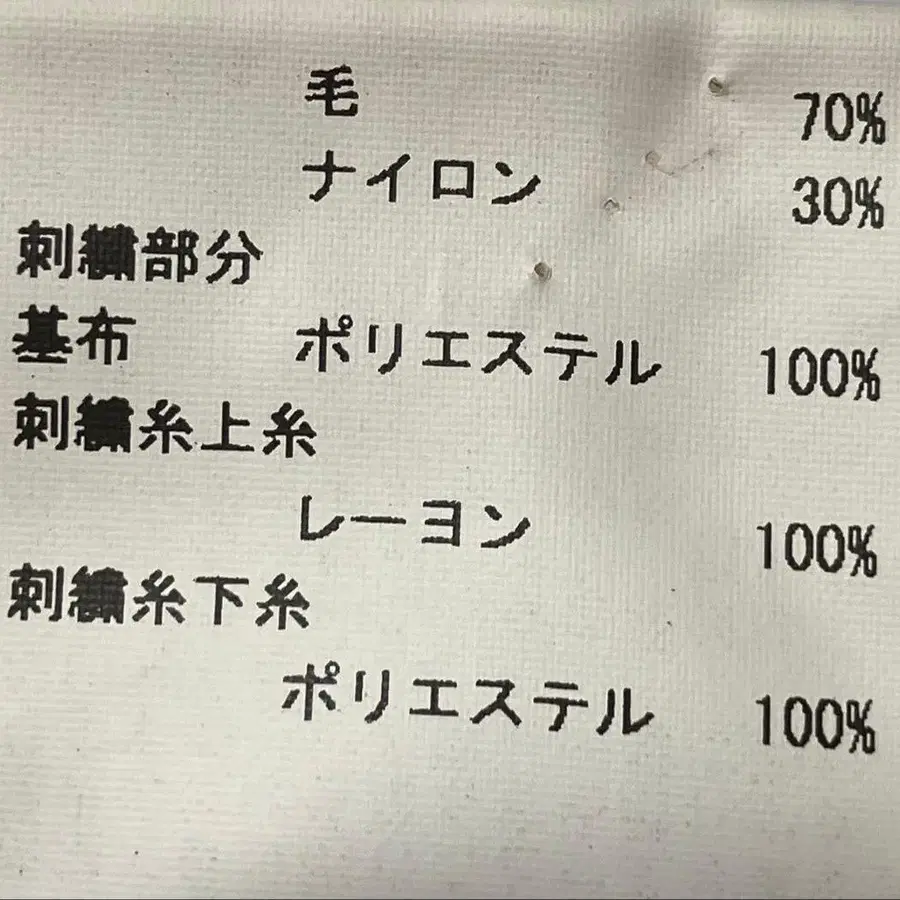 毛 70%
ナイロン 30%
刺繍部分
基布 ポリエステル 100%
刺繍糸上糸
レーヨン 100%
刺繍糸下糸
ポリエステル 100%